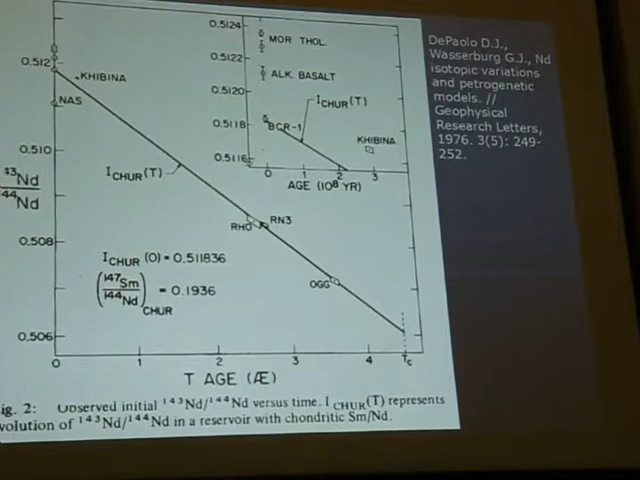 0.5124
MOR THOL.
0.5122
ALK. BASALT
0.5120
ICHUR(T)
0.5118
BCR-1
KHIBINA
0.5116
0 1 2 3
AGE (10⁸ YR)
0.512
KHIBINA
NAS
0.510
ICHUR(T)
43Nd
44Nd
RHO
RN3
0.508
ICHUR(0) = 0.511836
(147Sm
144Nd)CHUR = 0.1936
OGG
0.506
0 1 2 3 4 Tc
T AGE (Æ)
ig. 2: Observed initial ¹⁴³Nd/¹⁴⁴Nd versus time. ICHUR(T) represents
volution of ¹⁴³Nd/¹⁴⁴Nd in a reservoir with chondritic Sm/Nd.
DePaolo D.J.,
Wasserburg G.J., Nd
isotopic variations
and petrogenetic
models. //
Geophysical
Research Letters,
1976. 3(5): 249-
252.